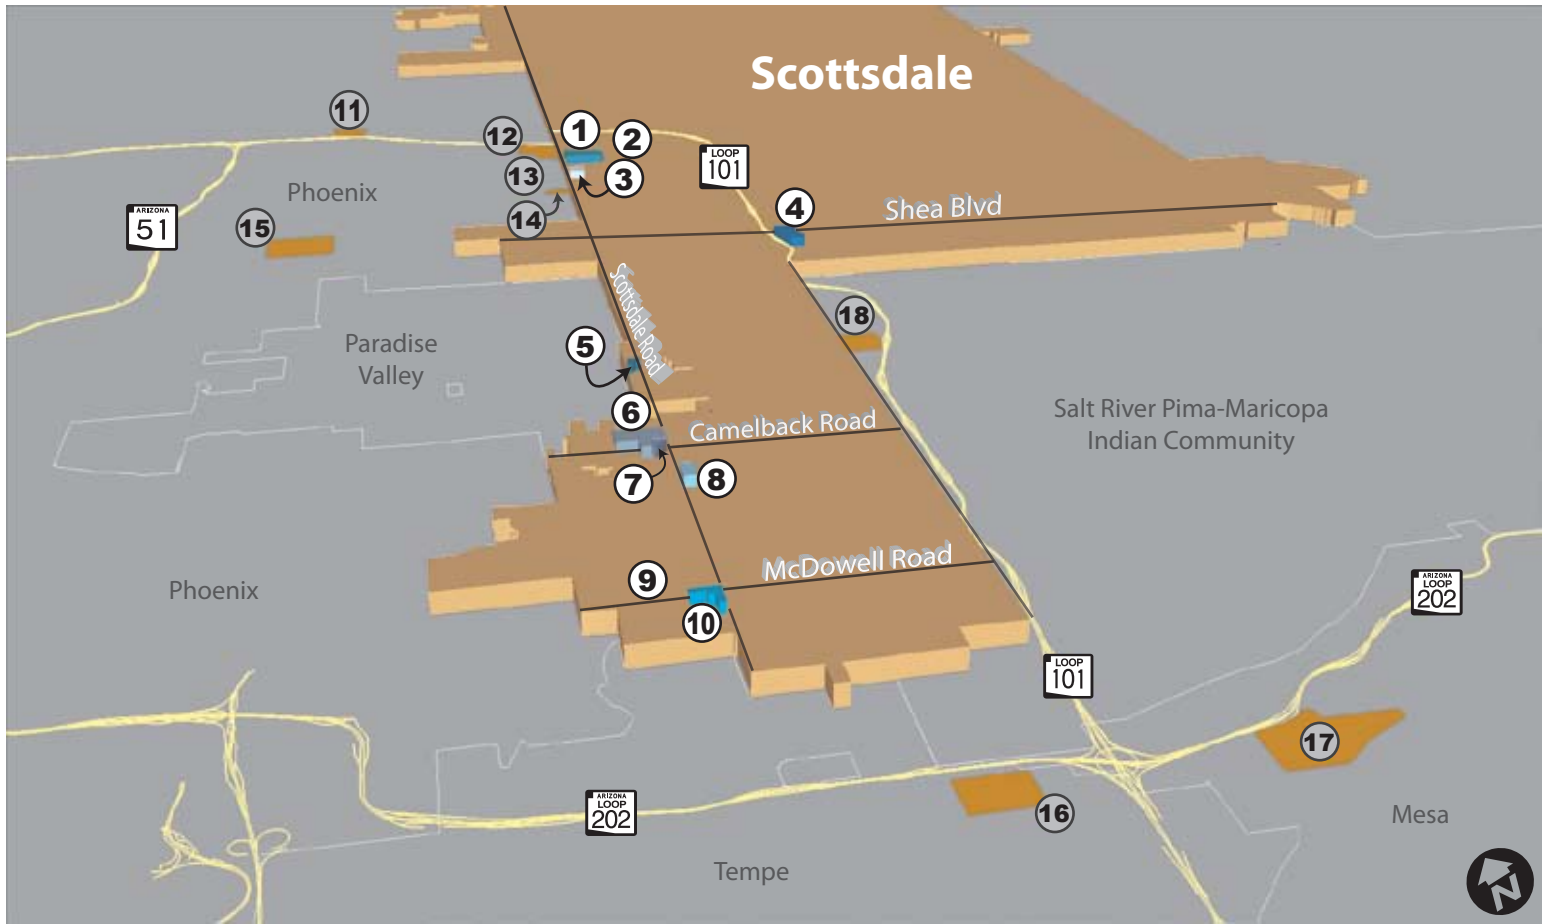 Scottsdale
11
12
1
2
LOOP
101
13
3
Phoenix
14
4
Shea Blvd
ARIZONA
51
15
Scottsdale Road
18
5
Paradise
Valley
6
Camelback Road
Salt River Pima-Maricopa
Indian Community
7
8
McDowell Road
9
Phoenix
10
ARIZONA
LOOP
202
LOOP
101
17
ARIZONA
LOOP
202
16
Mesa
Tempe
N